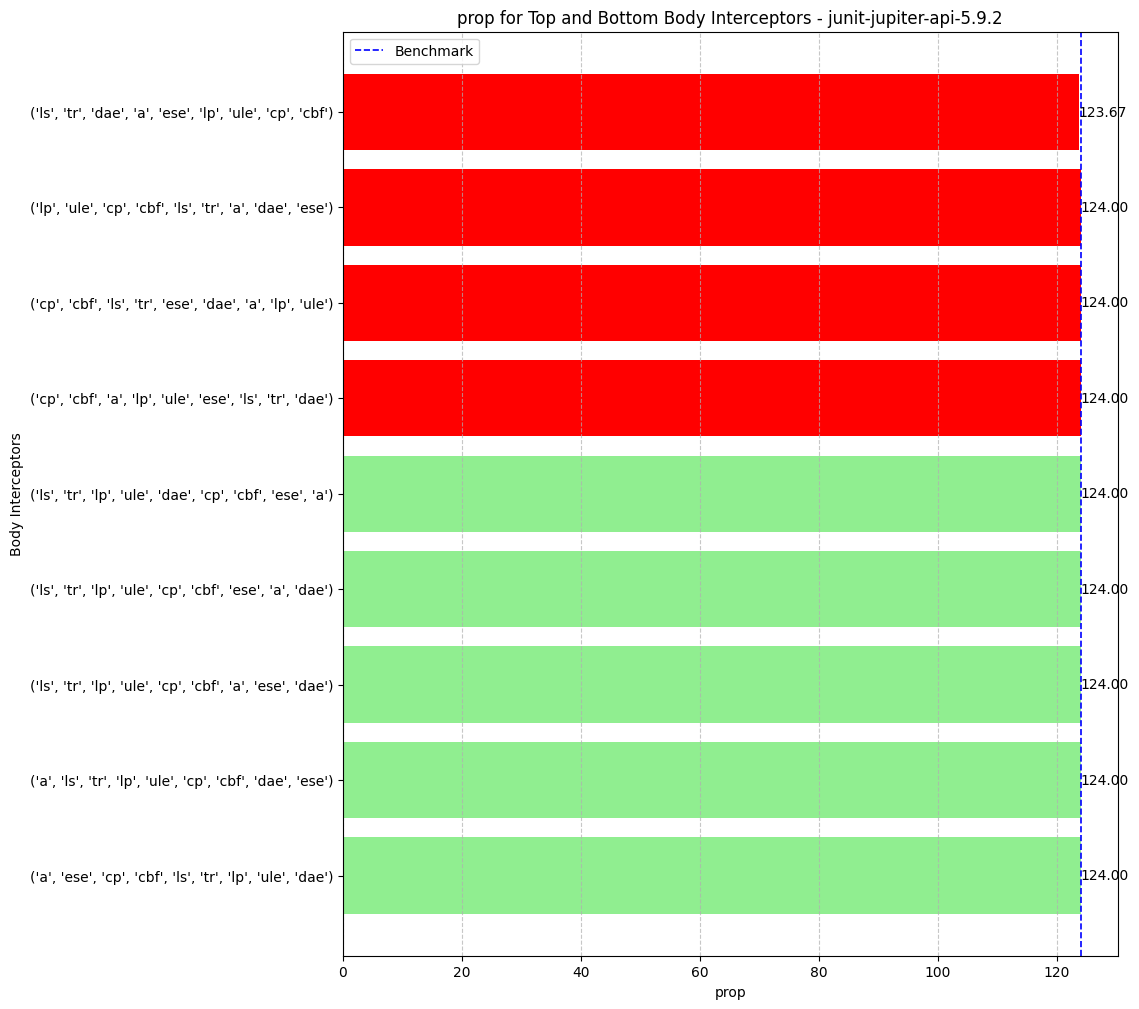 prop for Top and Bottom Body Interceptors - junit-jupiter-api-5.9.2
Benchmark
('ls', 'tr', 'dae', 'a', 'ese', 'lp', 'ule', 'cp', 'cbf') 123.67
('lp', 'ule', 'cp', 'cbf', 'ls', 'tr', 'a', 'dae', 'ese') 124.00
('cp', 'cbf', 'ls', 'tr', 'ese', 'dae', 'a', 'lp', 'ule') 124.00
('cp', 'cbf', 'a', 'lp', 'ule', 'ese', 'ls', 'tr', 'dae') 124.00
Body Interceptors
('ls', 'tr', 'lp', 'ule', 'dae', 'cp', 'cbf', 'ese', 'a') 124.00
('ls', 'tr', 'lp', 'ule', 'cp', 'cbf', 'ese', 'a', 'dae') 124.00
('ls', 'tr', 'lp', 'ule', 'cp', 'cbf', 'a', 'ese', 'dae') 124.00
('a', 'ls', 'tr', 'lp', 'ule', 'cp', 'cbf', 'dae', 'ese') 124.00
('a', 'ese', 'cp', 'cbf', 'ls', 'tr', 'lp', 'ule', 'dae') 124.00
0 20 40 60 80 100 120
prop